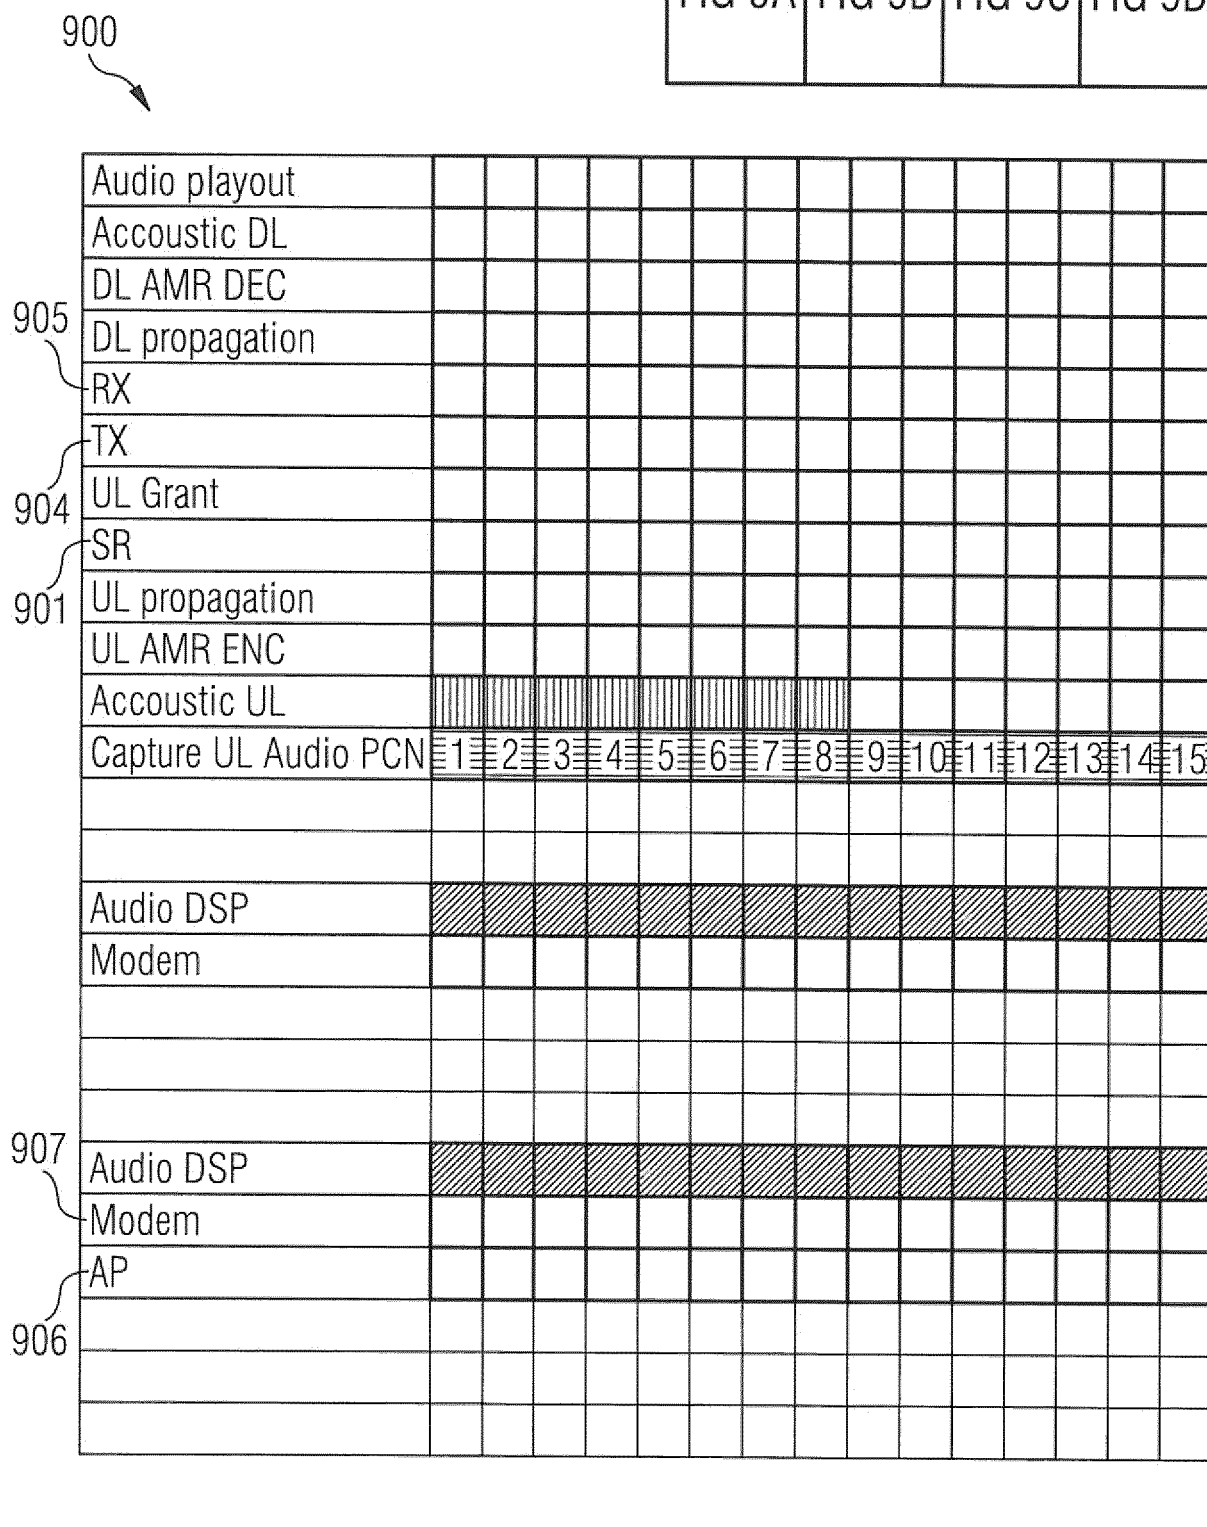 900
Audio playout
Accoustic DL
DL AMR DEC
905
DL propagation
RX
TX
904
UL Grant
SR
901
UL propagation
UL AMR ENC
Accoustic UL
Capture UL Audio PCN 1 2 3 4 5 6 7 8 9 10 11 12 13 14 15
Audio DSP
Modem
907
Audio DSP
Modem
AP
906